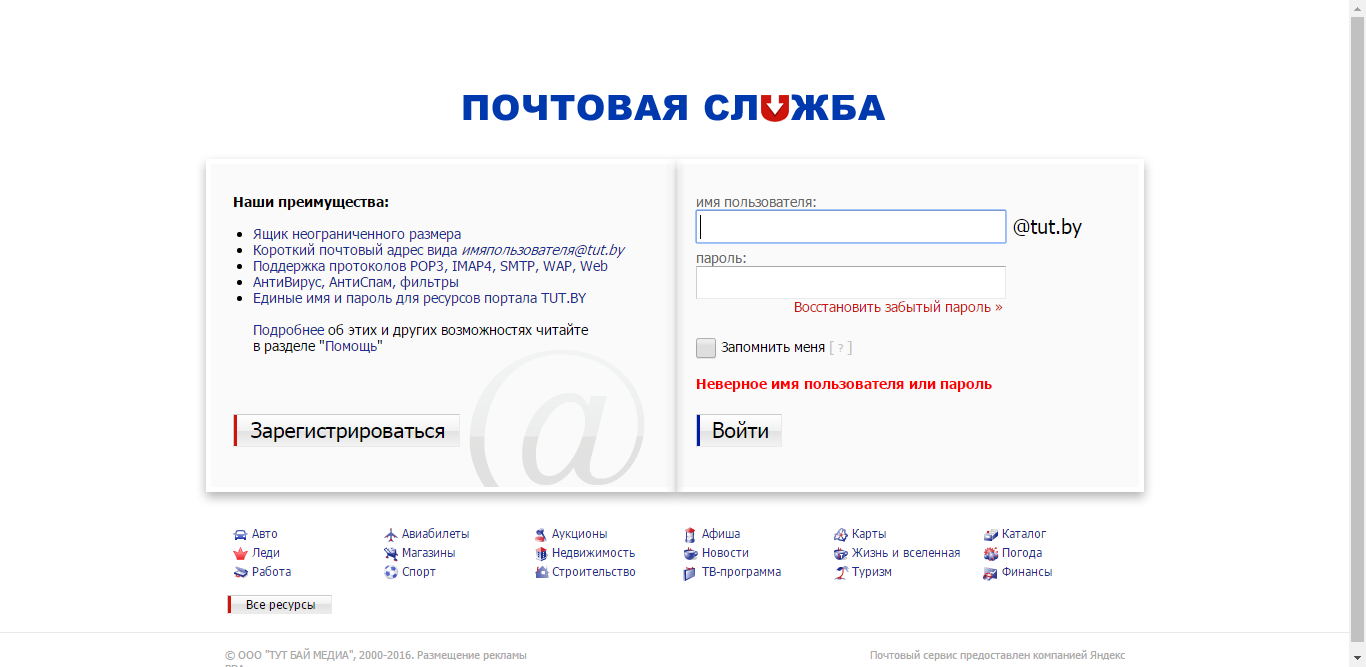 ПОЧТОВАЯ СЛУЖБА
Наши преимущества:
Ящик неограниченного размера
Короткий почтовый адрес вида имяпользователя@tut.by
Поддержка протоколов POP3, IMAP4, SMTP, WAP, Web
АнтиВирус, АнтиСпам, фильтры
Единые имя и пароль для ресурсов портала TUT.BY
Подробнее об этих и других возможностях читайте
в разделе "Помощь"
Зарегистрироваться
имя пользователя:
@tut.by
пароль:
Восстановить забытый пароль »
Запомнить меня [ ? ]
Неверное имя пользователя или пароль
Войти
Авто Авиабилеты Аукционы Афиша Карты Каталог
Леди Магазины Недвижимость Новости Жизнь и вселенная Погода
Работа Спорт Строительство ТВ-программа Туризм Финансы
Все ресурсы
© ООО "ТУТ БАЙ МЕДИА", 2000-2016. Размещение рекламы
Почтовый сервис предоставлен компанией Яндекс